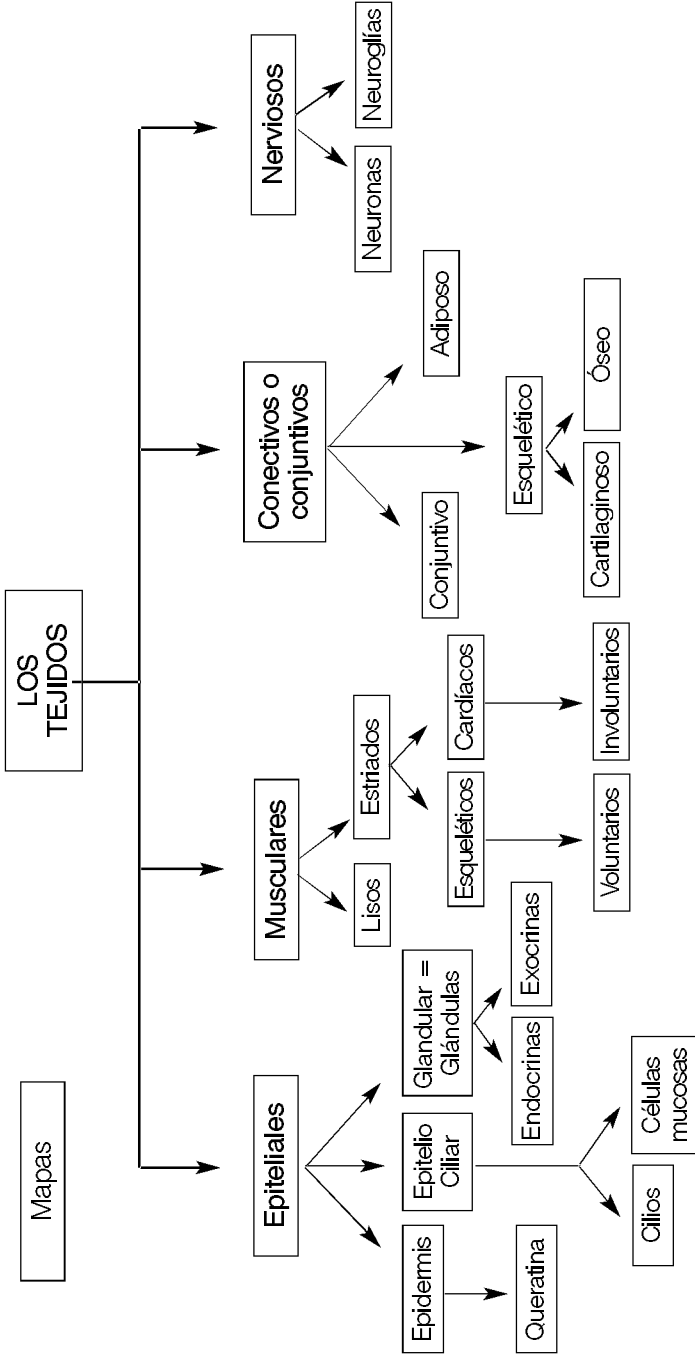 Mapas
LOS
TEJIDOS
Epiteliales
Musculares
Conectivos o
conjuntivos
Nerviosos
Epidermis
Epitelio
Ciliar
Glandular =
Glándulas
Lisos
Estriados
Conjuntivo
Adiposo
Neuronas
Neuroglías
Queratina
Endocrinas
Exocrinas
Esqueléticos
Cardíacos
Esquelético
Cilios
Células
mucosas
Voluntarios
Involuntarios
Cartilaginoso
Óseo